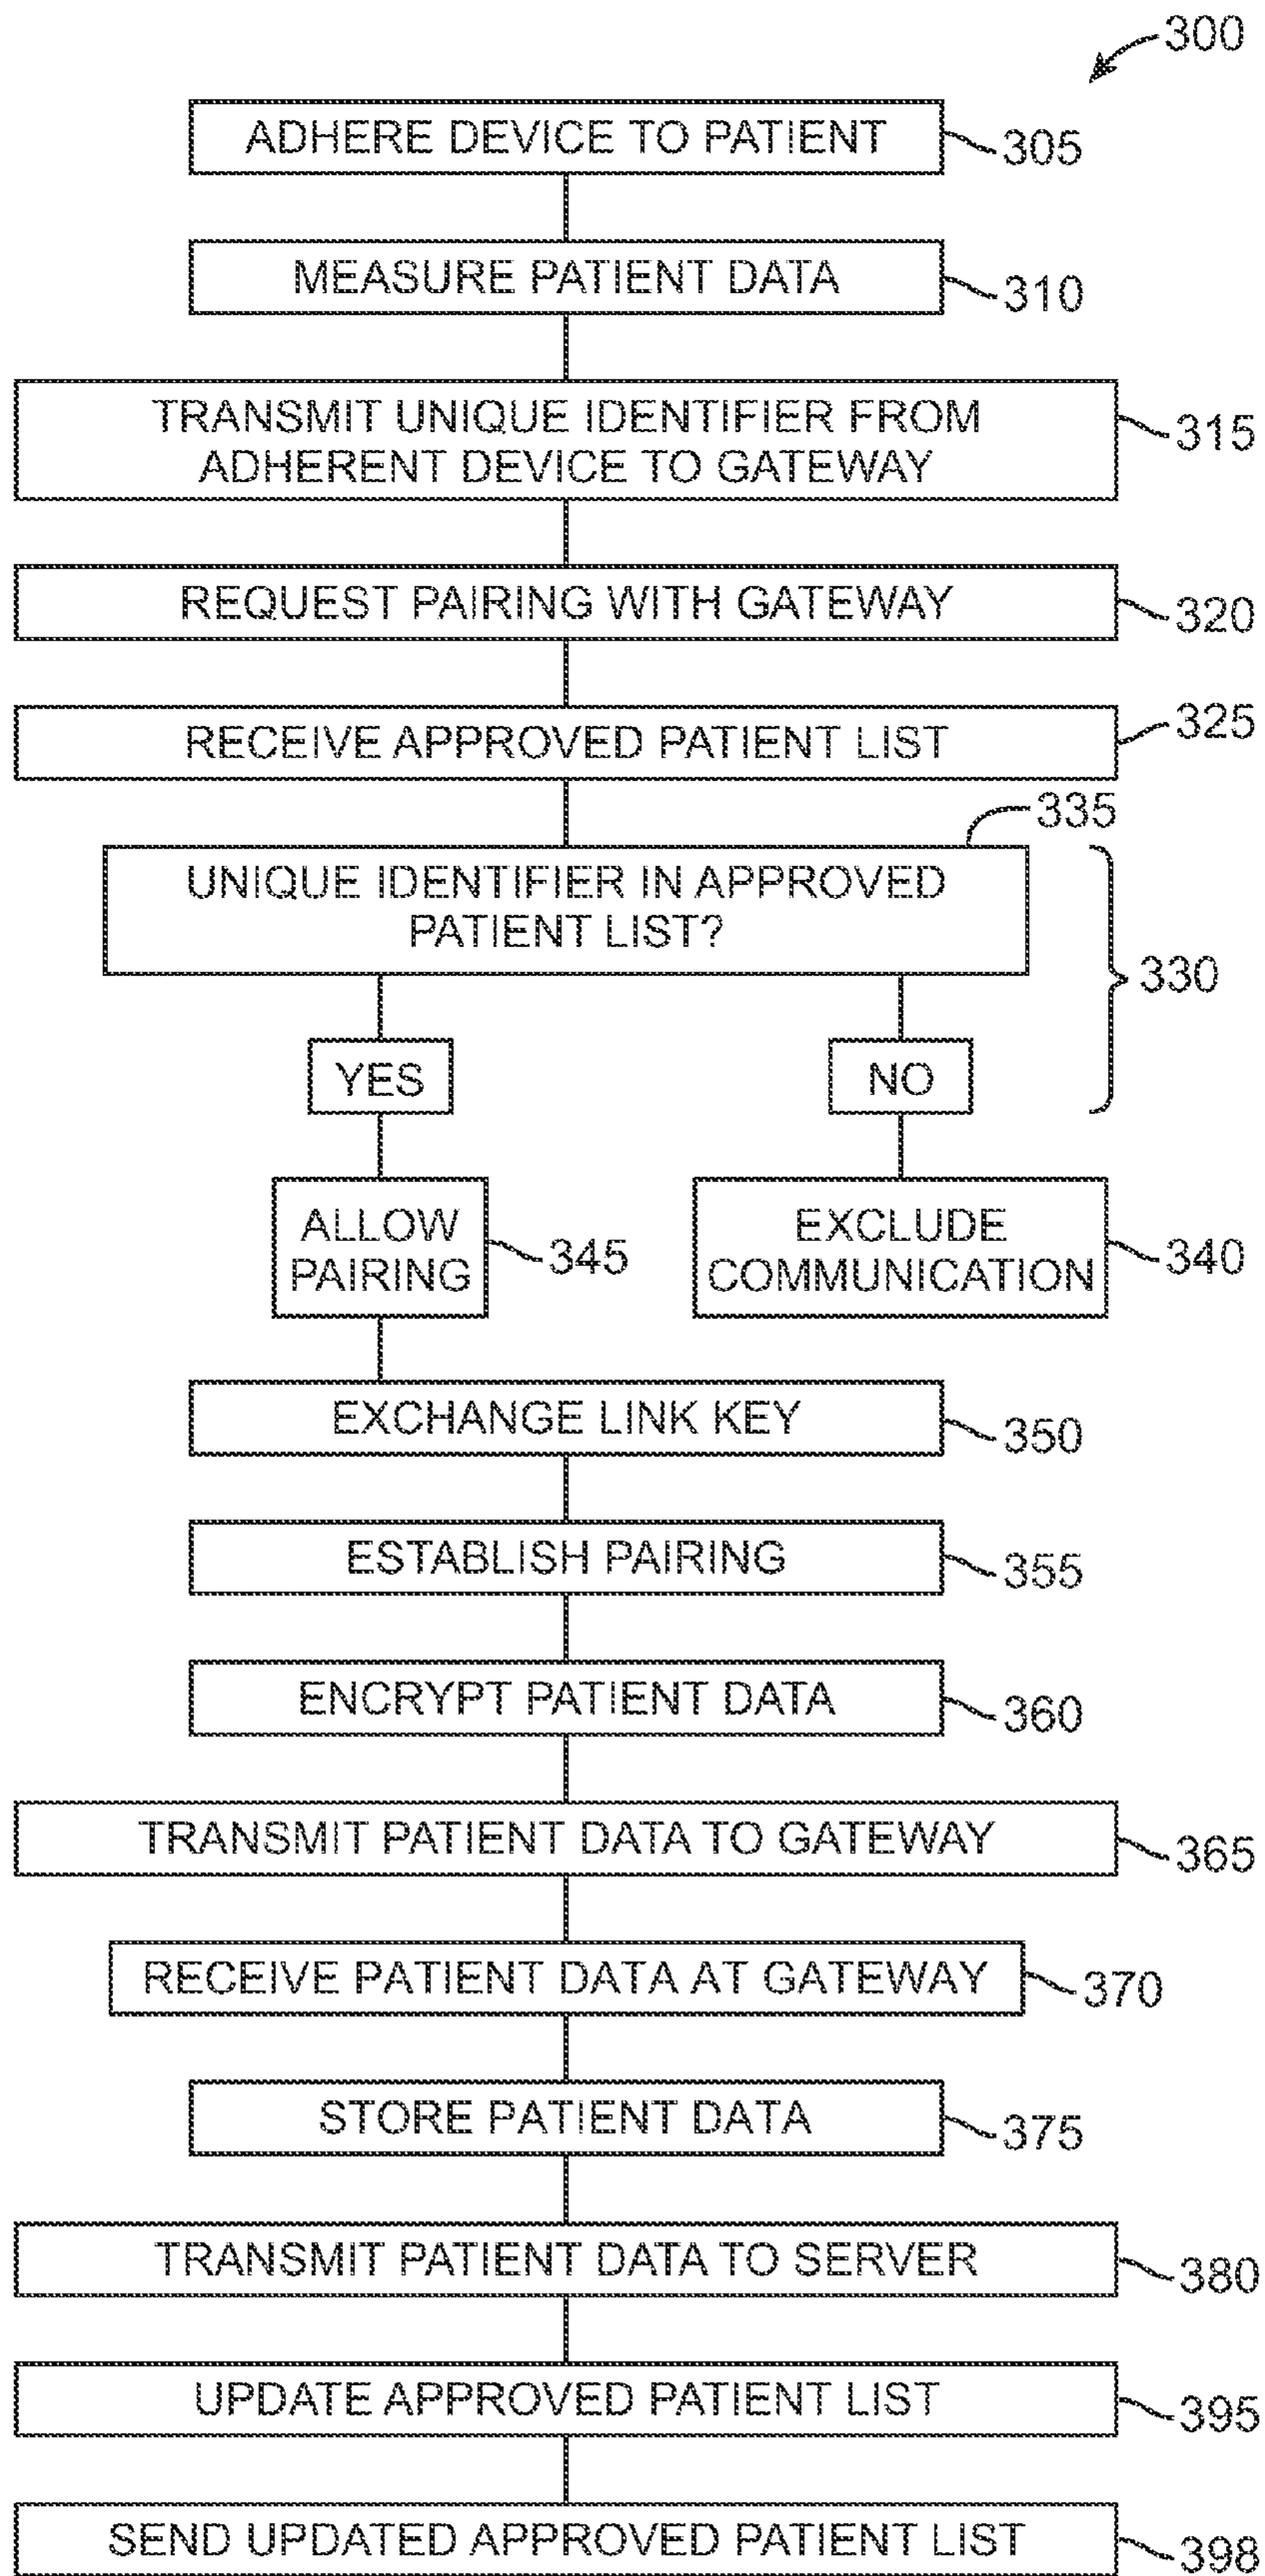 300
ADHERE DEVICE TO PATIENT
305
MEASURE PATIENT DATA
310
TRANSMIT UNIQUE IDENTIFIER FROM
ADHERENT DEVICE TO GATEWAY
315
REQUEST PAIRING WITH GATEWAY
320
RECEIVE APPROVED PATIENT LIST
325
335
UNIQUE IDENTIFIER IN APPROVED
PATIENT LIST?
330
YES
NO
ALLOW
PAIRING
345
EXCLUDE
COMMUNICATION
340
EXCHANGE LINK KEY
350
ESTABLISH PAIRING
355
ENCRYPT PATIENT DATA
360
TRANSMIT PATIENT DATA TO GATEWAY
365
RECEIVE PATIENT DATA AT GATEWAY
370
STORE PATIENT DATA
375
TRANSMIT PATIENT DATA TO SERVER
380
UPDATE APPROVED PATIENT LIST
395
SEND UPDATED APPROVED PATIENT LIST
398